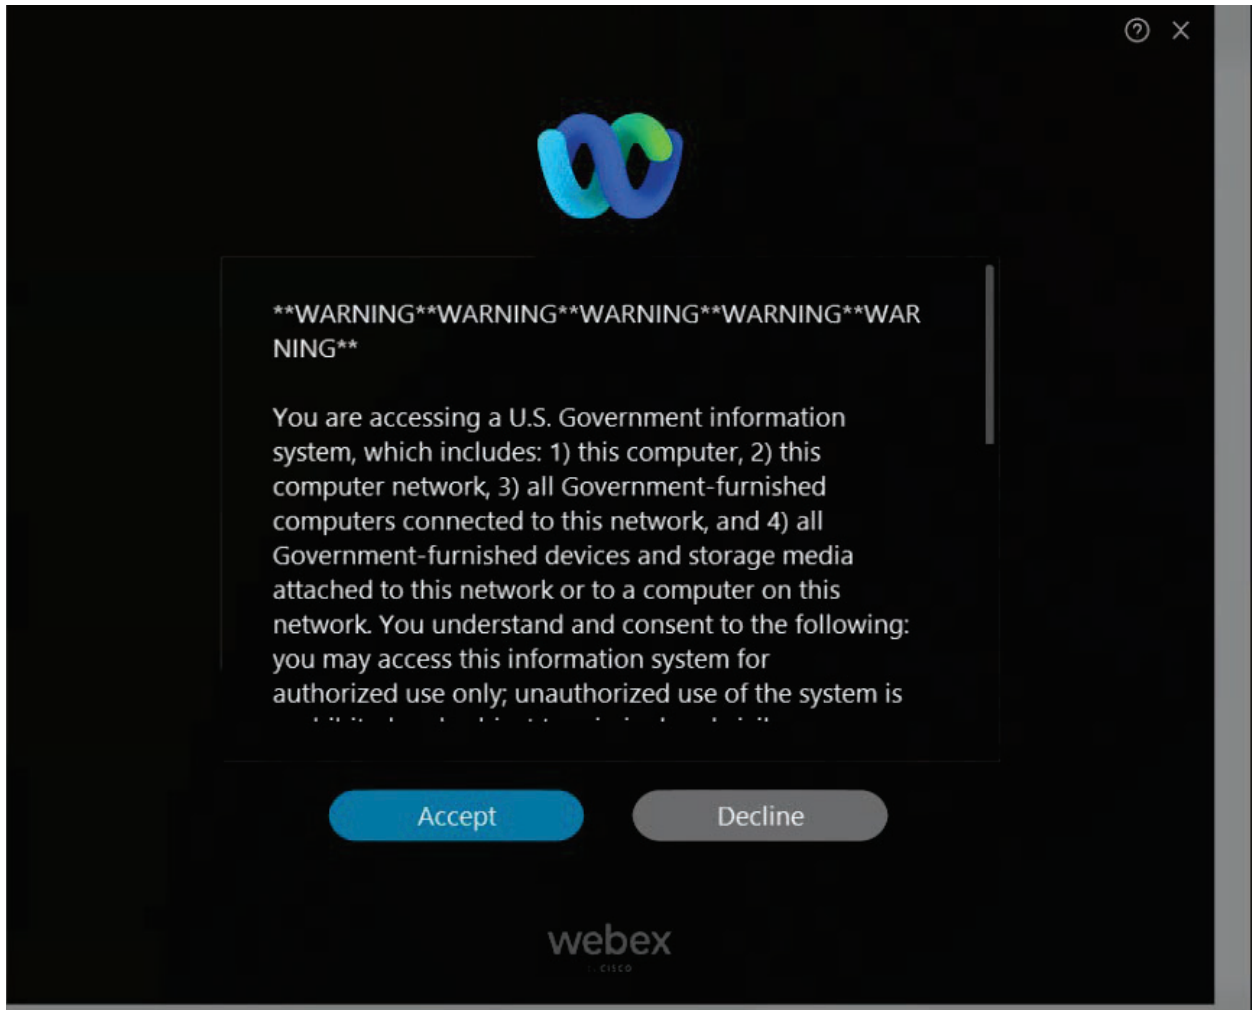 **WARNING**WARNING**WARNING**WARNING**WAR
NING**
You are accessing a U.S. Government information
system, which includes: 1) this computer, 2) this
computer network, 3) all Government-furnished
computers connected to this network, and 4) all
Government-furnished devices and storage media
attached to this network or to a computer on this
network. You understand and consent to the following:
you may access this information system for
authorized use only; unauthorized use of the system is
Accept
Decline
webex
CISCO